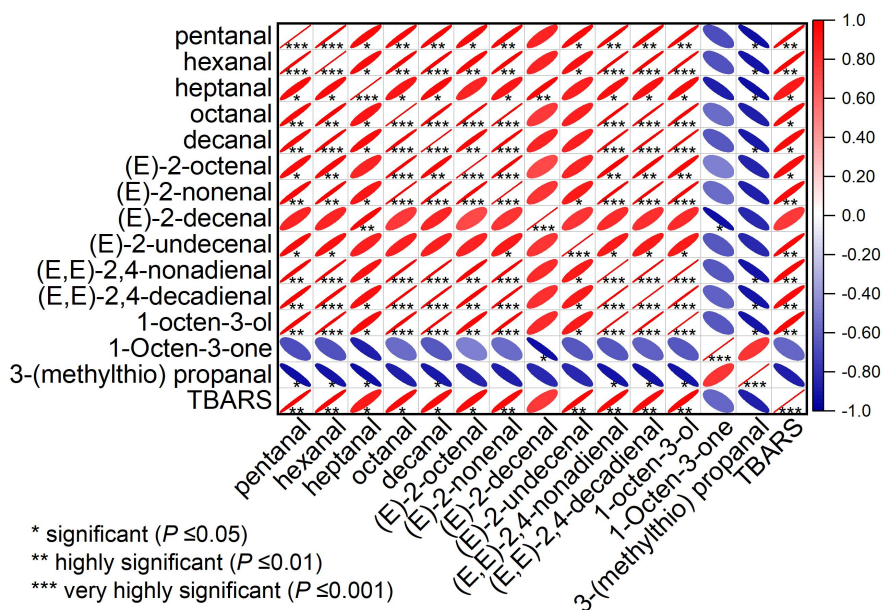 pentanal *** *** * ** ** * ** * ** ** ** * **
hexanal *** *** * ** *** ** *** * *** *** *** * **
heptanal * * *** * * * ** * * * * *
octanal ** ** * *** *** *** *** *** *** *** *
decanal ** *** * *** *** ** *** *** *** *** * *
(E)-2-octenal * ** *** ** *** *** ** ** ** *
(E)-2-nonenal ** *** * *** *** *** *** * *** *** *** **
(E)-2-decenal ** *** *
(E)-2-undecenal * * * *** * * * **
(E,E)-2,4-nonadienal ** *** * *** *** ** *** * *** *** *** * **
(E,E)-2,4-decadienal ** *** * *** *** ** *** * *** *** *** * **
1-octen-3-ol ** *** * *** *** ** *** * *** *** *** * **
1-Octen-3-one * ***
3-(methylthio) propanal * * * * * * * ***
TBARS ** ** * * * * ** ** ** ** ** ***
1.0
0.80
0.60
0.40
0.20
0.0
-0.20
-0.40
-0.60
-0.80
-1.0
pentanal
hexanal
heptanal
octanal
decanal
(E)-2-octenal
(E)-2-nonenal
(E)-2-decenal
(E)-2-undecenal
(E,E)-2,4-nonadienal
(E,E)-2,4-decadienal
1-octen-3-ol
1-Octen-3-one
3-(methylthio) propanal
TBARS
* significant (P ≤0.05)
** highly significant (P ≤0.01)
*** very highly significant (P ≤0.001)